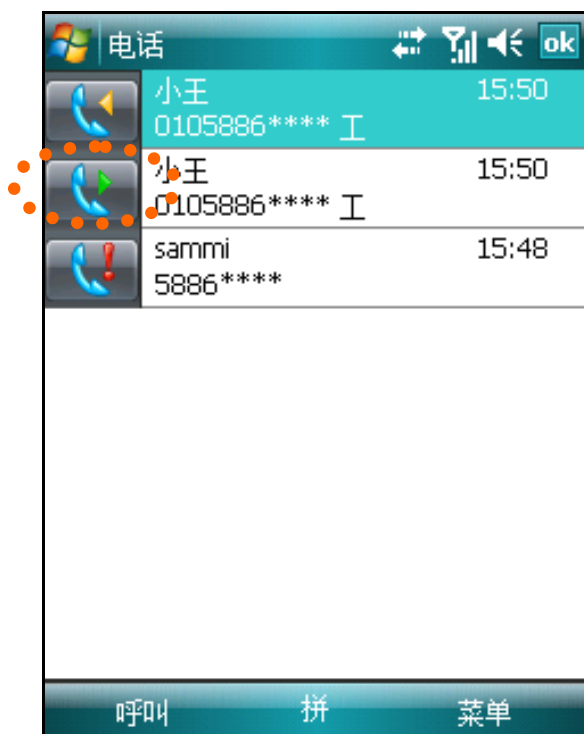 电话 ok
小王 15:50
0105886**** 工
小王 15:50
0105886**** 工
sammi 15:48
5886****
呼叫 拼 菜单